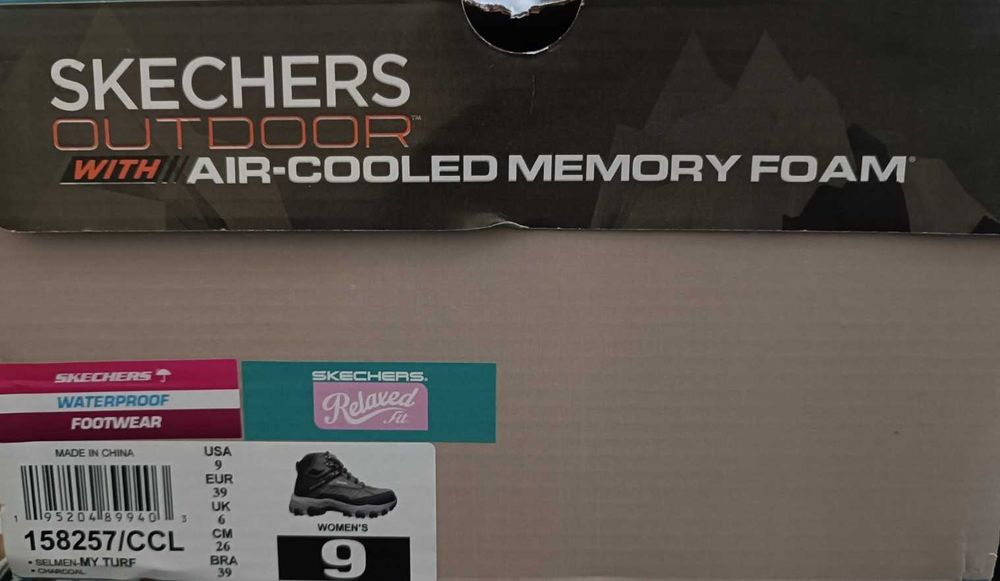 SKECHERS
OUTDOOR™
WITH AIR-COOLED MEMORY FOAM®
SKECHERS
WATERPROOF
FOOTWEAR
SKECHERS.
Relaxed
Fit
MADE IN CHINA
1 95204 89940 3
158257/CCL
• SELMEN-MY TURF
• CHARCOAL
USA
9
EUR
39
UK
6
CM
26
BRA
39
WOMEN'S
9